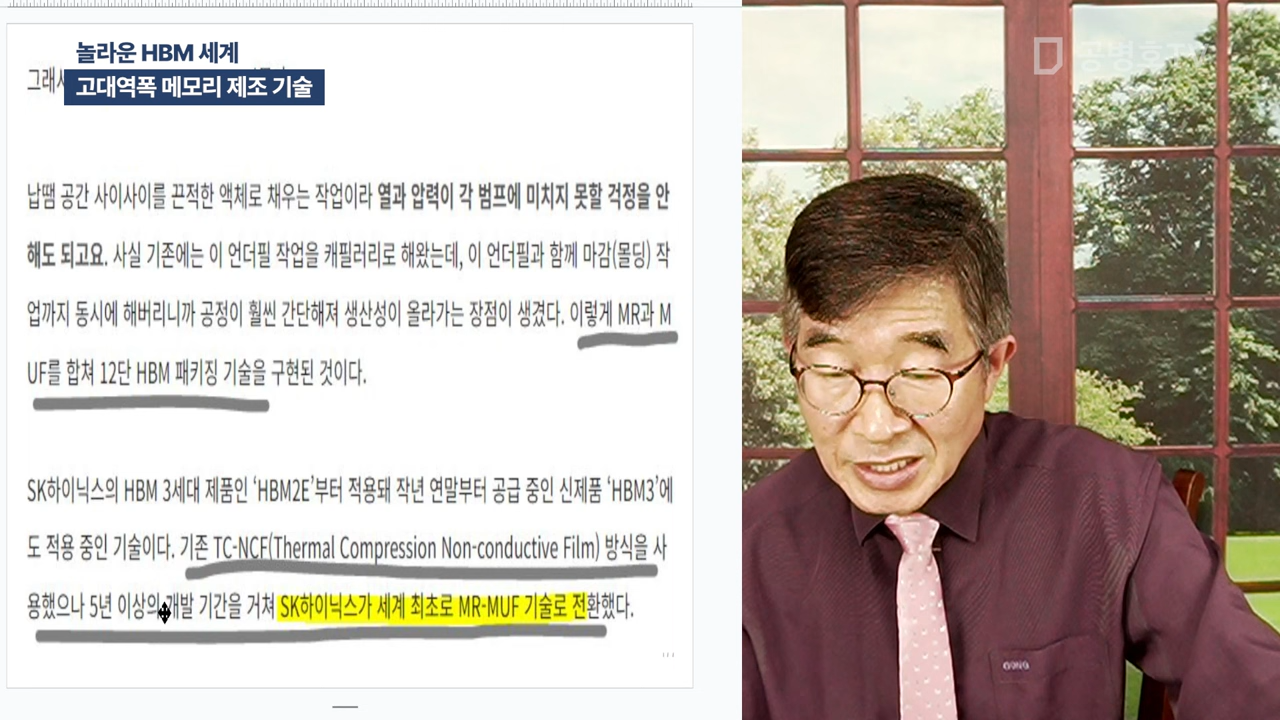 놀라운 HBM 세계
고대역폭 메모리 제조 기술
공병호TV
납땜 공간 사이사이를 끈적한 액체로 채우는 작업이라 열과 압력이 각 범프에 미치지 못할 걱정을 안
해도 되고요. 사실 기존에는 이 언더필 작업을 캐필러리로 해왔는데, 이 언더필과 함께 마감(몰딩) 작
업까지 동시에 해버리니까 공정이 훨씬 간단해져 생산성이 올라가는 장점이 생겼다. 이렇게 MR과 M
UF를 합쳐 12단 HBM 패키징 기술을 구현된 것이다.
SK하이닉스의 HBM 3세대 제품인 ‘HBM2E’부터 적용돼 작년 연말부터 공급 중인 신제품 ‘HBM3’에
도 적용 중인 기술이다. 기존 TC-NCF(Thermal Compression Non-conductive Film) 방식을 사
용했으나 5년 이상의 개발 기간을 거쳐 SK하이닉스가 세계 최초로 MR-MUF 기술로 전환했다.
GONG